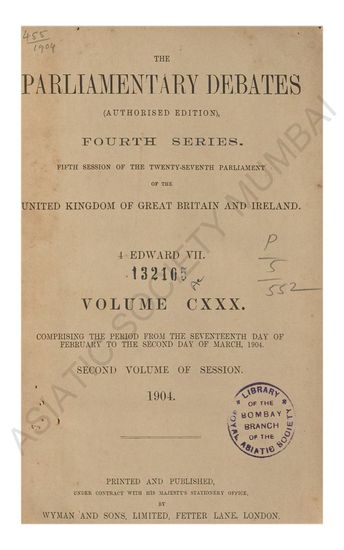 455
1904
THE
PARLIAMENTARY DEBATES
(AUTHORISED EDITION),
FOURTH SERIES.
FIFTH SESSION OF THE TWENTY-SEVENTH PARLIAMENT
OF THE
UNITED KINGDOM OF GREAT BRITAIN AND IRELAND.
4 EDWARD VII.
132165
VOLUME CXXX.
P
5
552
COMPRISING THE PERIOD FROM THE SEVENTEENTH DAY OF
FEBRUARY TO THE SECOND DAY OF MARCH, 1904.
SECOND VOLUME OF SESSION.
1904.
LIBRARY
OF THE
BOMBAY
BRANCH
OF THE
ROYAL ASIATIC SOCIETY
PRINTED AND PUBLISHED,
UNDER CONTRACT WITH HIS MAJESTY'S STATIONERY OFFICE,
BY
WYMAN AND SONS, LIMITED, FETTER LANE, LONDON.
ASIATIC SOCIETY MUMBAI